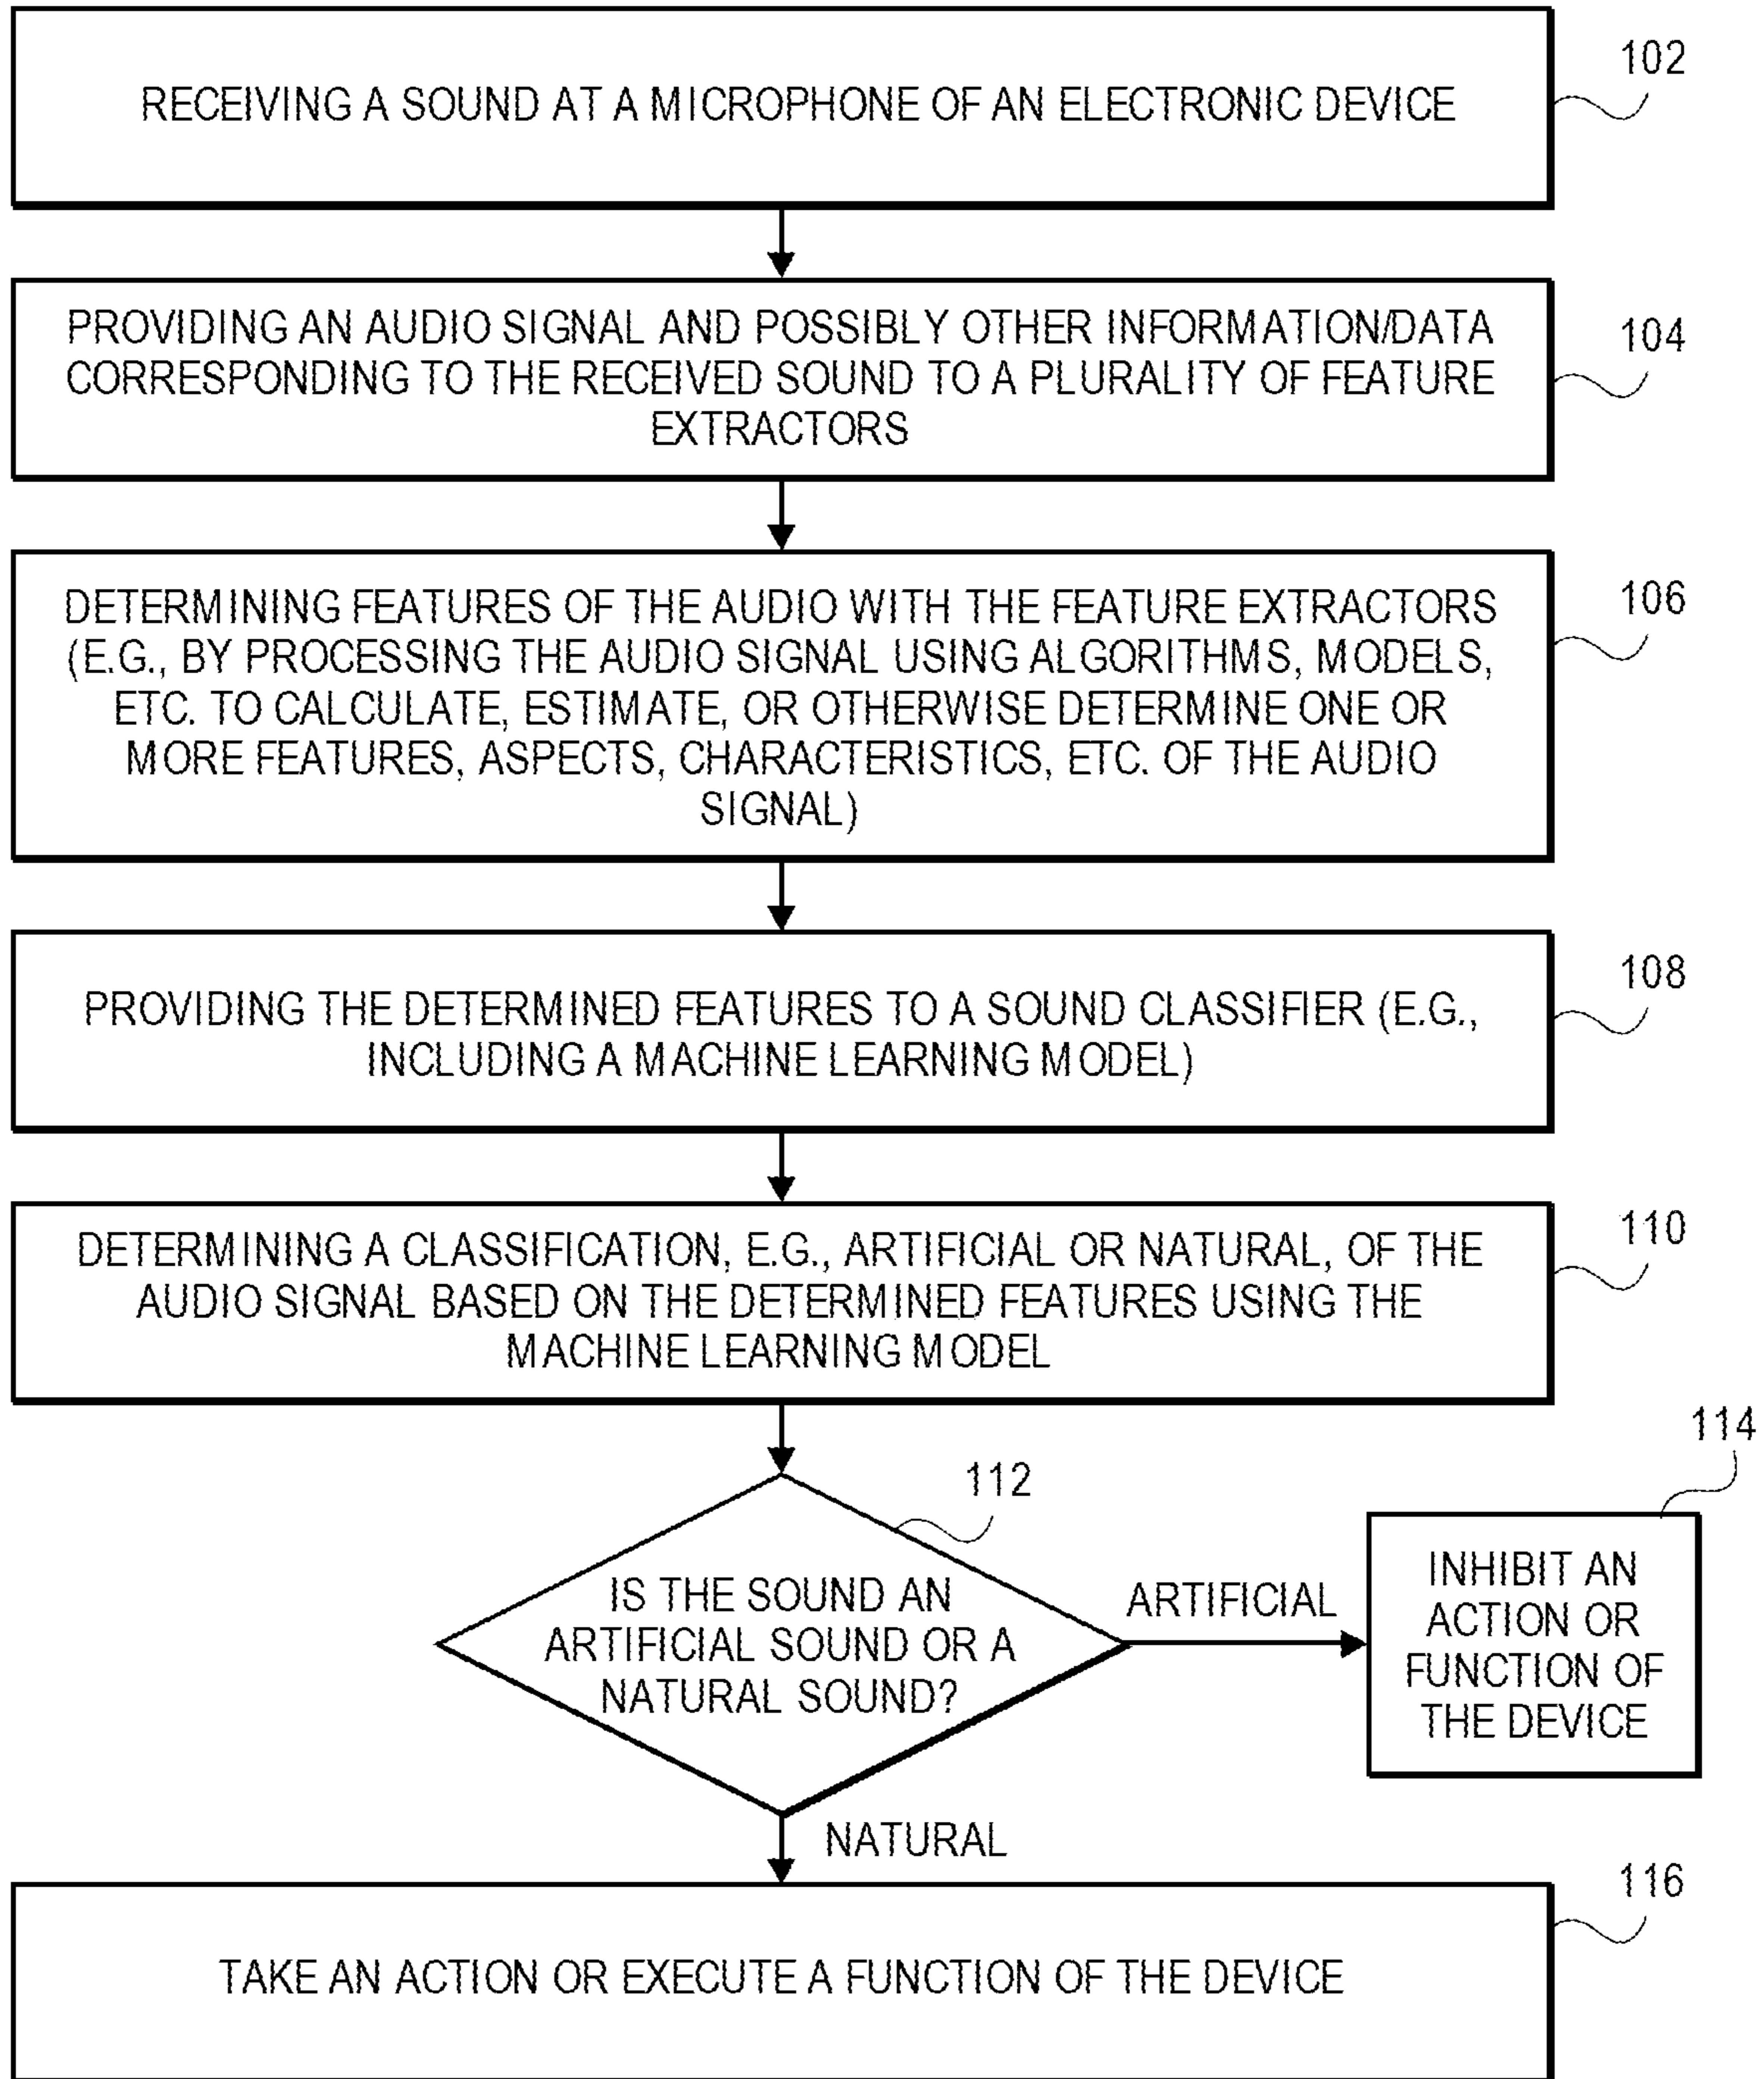 RECEIVING A SOUND AT A MICROPHONE OF AN ELECTRONIC DEVICE
102
PROVIDING AN AUDIO SIGNAL AND POSSIBLY OTHER INFORMATION/DATA
CORRESPONDING TO THE RECEIVED SOUND TO A PLURALITY OF FEATURE
EXTRACTORS
104
DETERMINING FEATURES OF THE AUDIO WITH THE FEATURE EXTRACTORS
(E.G., BY PROCESSING THE AUDIO SIGNAL USING ALGORITHMS, MODELS,
ETC. TO CALCULATE, ESTIMATE, OR OTHERWISE DETERMINE ONE OR
MORE FEATURES, ASPECTS, CHARACTERISTICS, ETC. OF THE AUDIO
SIGNAL)
106
PROVIDING THE DETERMINED FEATURES TO A SOUND CLASSIFIER (E.G.,
INCLUDING A MACHINE LEARNING MODEL)
108
DETERMINING A CLASSIFICATION, E.G., ARTIFICIAL OR NATURAL, OF THE
AUDIO SIGNAL BASED ON THE DETERMINED FEATURES USING THE
MACHINE LEARNING MODEL
110
112
IS THE SOUND AN
ARTIFICIAL SOUND OR A
NATURAL SOUND?
ARTIFICIAL
114
INHIBIT AN
ACTION OR
FUNCTION OF
THE DEVICE
NATURAL
TAKE AN ACTION OR EXECUTE A FUNCTION OF THE DEVICE
116